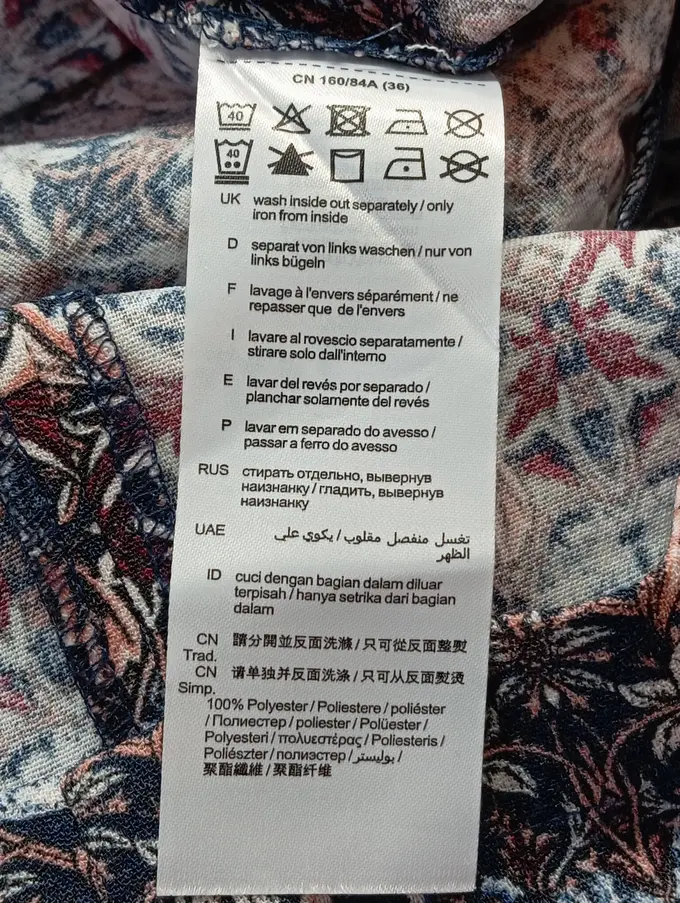 CN 160/84A (36)
40
40
UK wash inside out separately / only
iron from inside
D separat von links waschen / nur von
links bügeln
F lavage à l'envers séparément / ne
repasser que de l'envers
I lavare al rovescio separatamente /
stirare solo dall'interno
E lavar del revés por separado /
planchar solamente del revés
P lavar em separado do avesso /
passar a ferro do avesso
RUS стирать отдельно, вывернув
наизнанку / гладить, вывернув
наизнанку
UAE تغسل منفصل مقلوب / يكوي علي
الظهر
ID cuci dengan bagian dalam diluar
terpisah / hanya setrika dari bagian
dalam
CN Trad. 請分開並反面洗滌 / 只可從反面整熨
CN Simp. 请单独并反面洗涤 / 只可从反面熨烫
100% Polyester / Poliestere / poliéster
/ Полиестер / poliester / Polüester /
Polyesteri / πολυεστέρας / Poliesteris /
Poliészter / полиэстер / بوليستر /
聚酯纖維 / 聚酯纤维